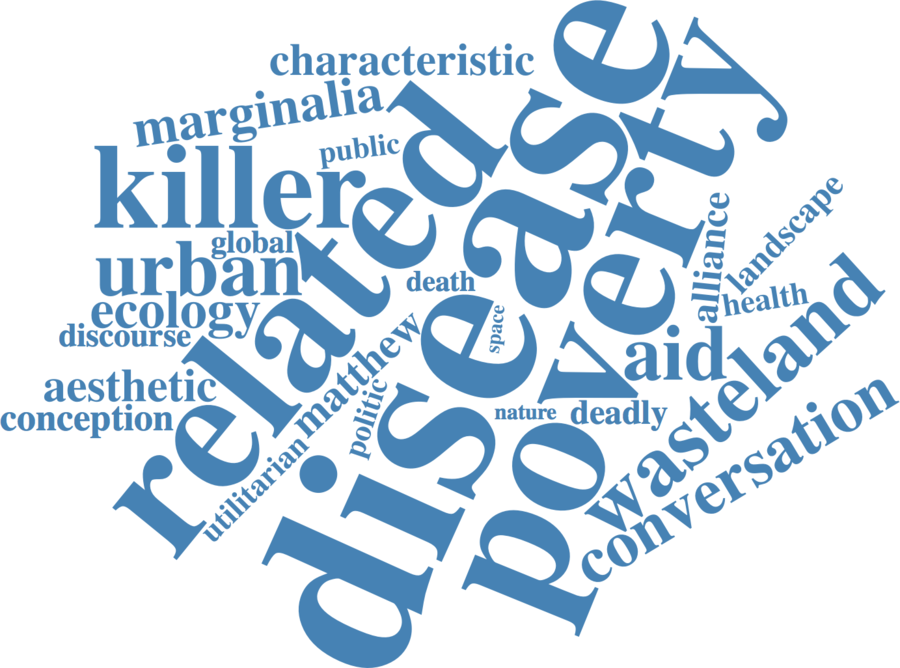 characteristic
marginalia
public
killer
related
disease
poverty
global
urban
ecology
discourse
death
space
alliance
landscape
health
aid
wasteland
matthew
politic
aesthetic
conception
utilitarian
nature
deadly
conversation